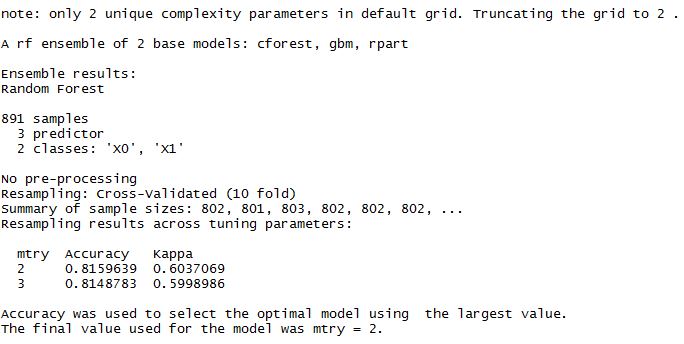 note: only 2 unique complexity parameters in default grid. Truncating the grid to 2 .
A rf ensemble of 2 base models: cforest, gbm, rpart
Ensemble results:
Random Forest
891 samples
3 predictor
2 classes: 'X0', 'X1'
No pre-processing
Resampling: Cross-Validated (10 fold)
Summary of sample sizes: 802, 801, 803, 802, 802, 802, ...
Resampling results across tuning parameters:
mtry Accuracy Kappa
2 0.8159639 0.6037069
3 0.8148783 0.5998986
Accuracy was used to select the optimal model using the largest value.
The final value used for the model was mtry = 2.